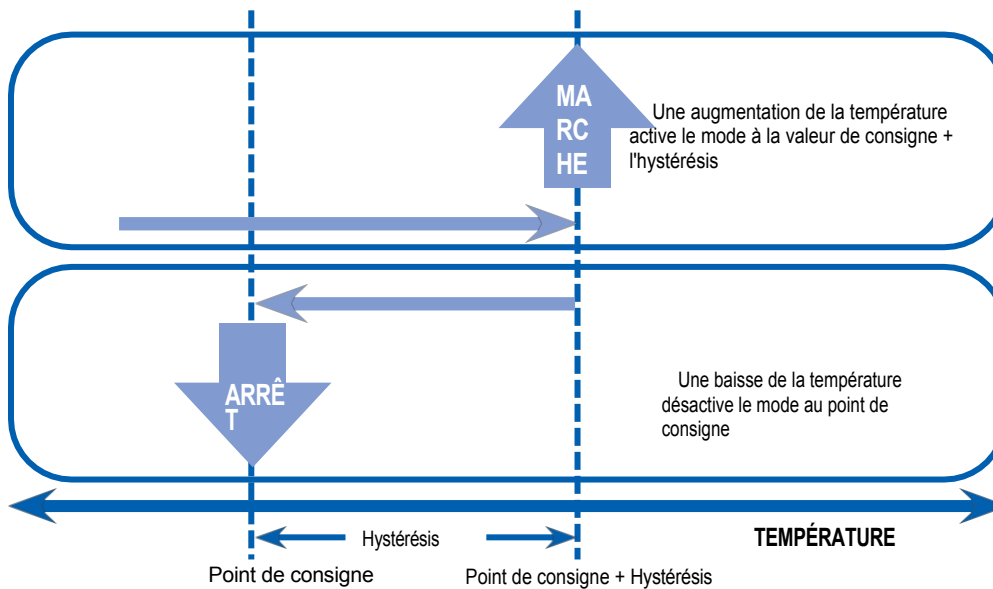 MA
RC
HE
Une augmentation de la température
active le mode à la valeur de consigne +
l'hystérésis
ARRÊ
T
Une baisse de la température
désactive le mode au point de
consigne
TEMPÉRATURE
Hystérésis
Point de consigne
Point de consigne + Hystérésis